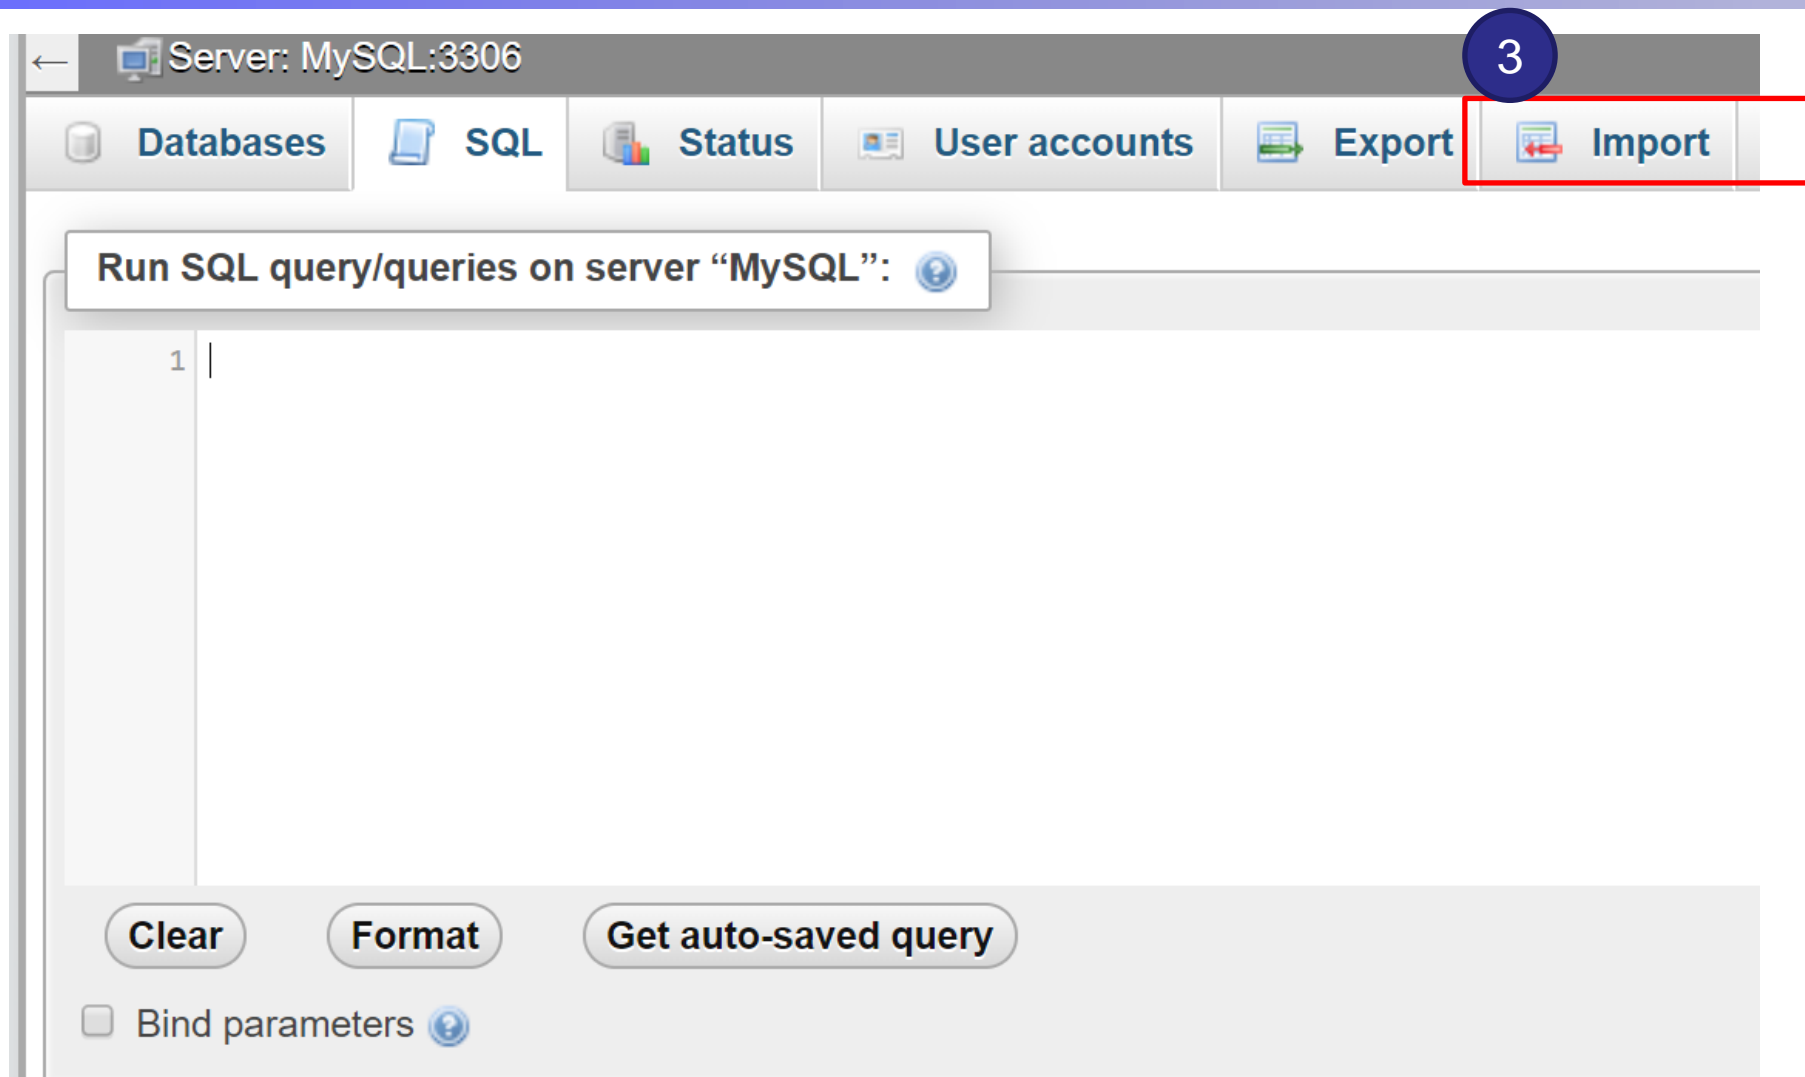 3
← Server: MySQL:3306
Databases SQL Status User accounts Export Import
Run SQL query/queries on server “MySQL”:
1
Clear Format Get auto-saved query
Bind parameters